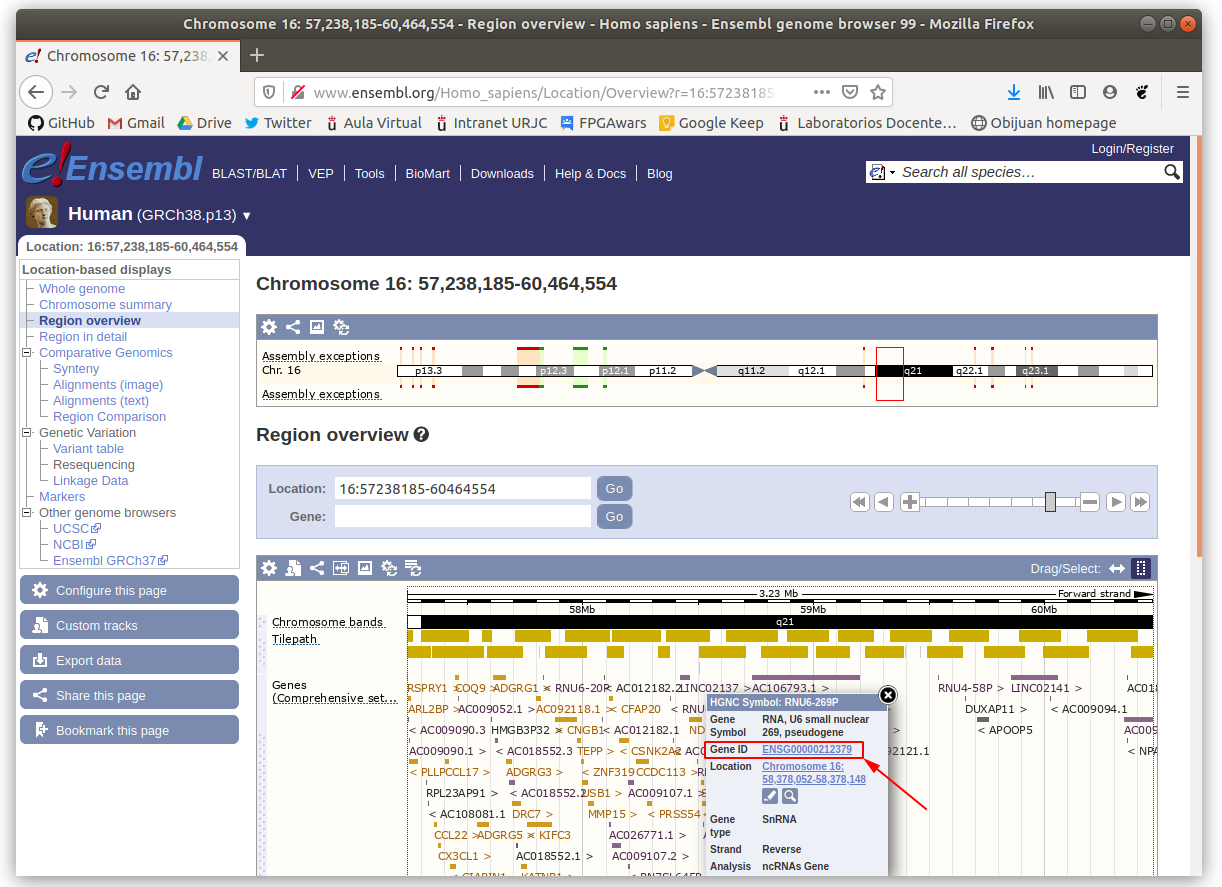 Chromosome 16: 57,238,185-60,464,554 - Region overview - Homo sapiens - Ensembl genome browser 99 - Mozilla Firefox
e! Chromosome 16: 57,238,
www.ensembl.org/Homo_sapiens/Location/Overview?r=16:57238185
GitHub Gmail Drive Twitter Aula Virtual Intranet URJC FPGAwars Google Keep Laboratorios Docente… Obijuan homepage
Login/Register
e!Ensembl BLAST/BLAT VEP Tools BioMart Downloads Help & Docs Blog
e! Search all species…
Human (GRCh38.p13) ▼
Location: 16:57,238,185-60,464,554
Location-based displays
Whole genome
Chromosome summary
Region overview
Region in detail
Comparative Genomics
Synteny
Alignments (image)
Alignments (text)
Region Comparison
Genetic Variation
Variant table
Resequencing
Linkage Data
Markers
Other genome browsers
UCSC
NCBI
Ensembl GRCh37
Configure this page
Custom tracks
Export data
Share this page
Bookmark this page
Chromosome 16: 57,238,185-60,464,554
Assembly exceptions
Chr. 16 p13.3 p12.3 p12.1 p11.2 q11.2 q12.1 q21 q22.1 q23.1
Assembly exceptions
Region overview ?
Location: 16:57238185-60464554 Go
Gene: Go
Drag/Select:
3.23 Mb Forward strand
58Mb 59Mb 60Mb
Chromosome bands q21
Tilepath
Genes
(Comprehensive set...
RSPRY1 > COQ9 > ADGRG1 < RNU6-20P < AC012182.2 LINC02137 > AC106793.1 > RNU4-58P > LINC02141 > AC01
ARL2BP > AC009052.1 > AC092118.1 >< CFAP20 < RNU DUXAP11 > < AC009094.1
< AC009090.3 HMGB3P32 > < CNGB1 < AC012182.1 ND > < APOOP5 AC009
AC009090.1 > < AC018552.3 TEPP > < CSNK2A2 92121.1 < NPA
< PLLPCCL17 > ADGRG3 > < ZNF319 CCDC113 >
RPL23AP91 > < AC018552.2 USB1 > AC009107.1 >
< AC108081.1 DRC7 > MMP15 > < PRSS54
CCL22 > ADGRG5 >< KIFC3 AC026771.1 >
CX3CL1 > AC018552.1 > AC009107.2 >
< CIAPIN1 < KATNB1
HGNC Symbol: RNU6-269P
Gene Symbol RNA, U6 small nuclear 269, pseudogene
Gene ID ENSG00000212379
Location Chromosome 16: 58,378,052-58,378,148
Gene type SnRNA
Strand Reverse
Analysis ncRNAs Gene